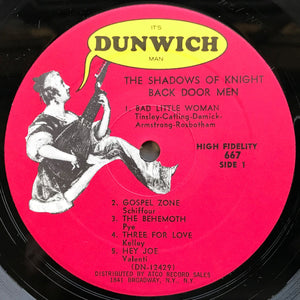 IT'S
DUNWICH
MAN
THE SHADOWS OF KNIGHT
BACK DOOR MEN
1. BAD LITTLE WOMAN
Tinsley-Catling-Demick-
Armstrong-Rosbotham
HIGH FIDELITY
667
SIDE 1
2. GOSPEL ZONE
Schiffour
3. THE BEHEMOTH
Pye
4. THREE FOR LOVE
Kelley
5. HEY JOE
Valenti
(DN-12429)
DISTRIBUTED BY ATCO RECORD SALES
1841 BROADWAY, N.Y. N.Y.